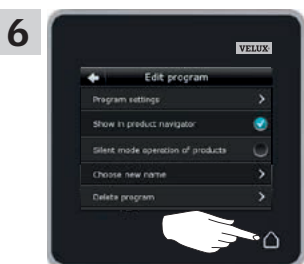 6
VELUX
Edit program
Program settings
Show in product navigator
Silent mode operation of products
Choose new name
Delete program